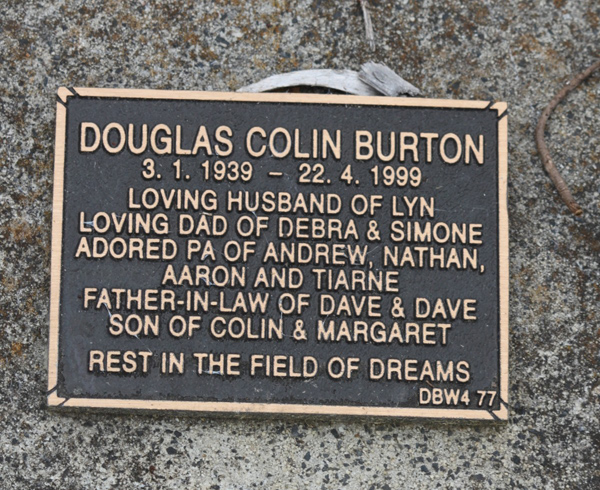 DOUGLAS COLIN BURTON
3. 1. 1939 – 22. 4. 1999
LOVING HUSBAND OF LYN
LOVING DAD OF DEBRA & SIMONE
ADORED PA OF ANDREW, NATHAN,
AARON AND TIARNE
FATHER-IN-LAW OF DAVE & DAVE
SON OF COLIN & MARGARET
REST IN THE FIELD OF DREAMS
DBW4 77